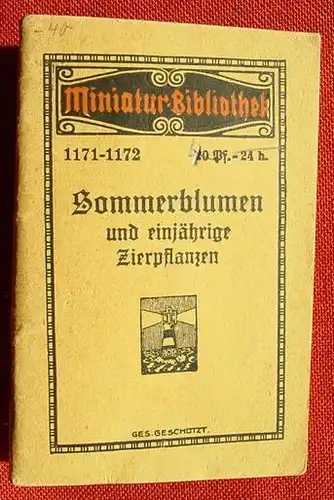 -40
Miniatur-Bibliothek
1171-1172
20 Pf. - 24 h.
Sommerblumen
und einjährige
Zierpflanzen
GES. GESCHÜTZT.